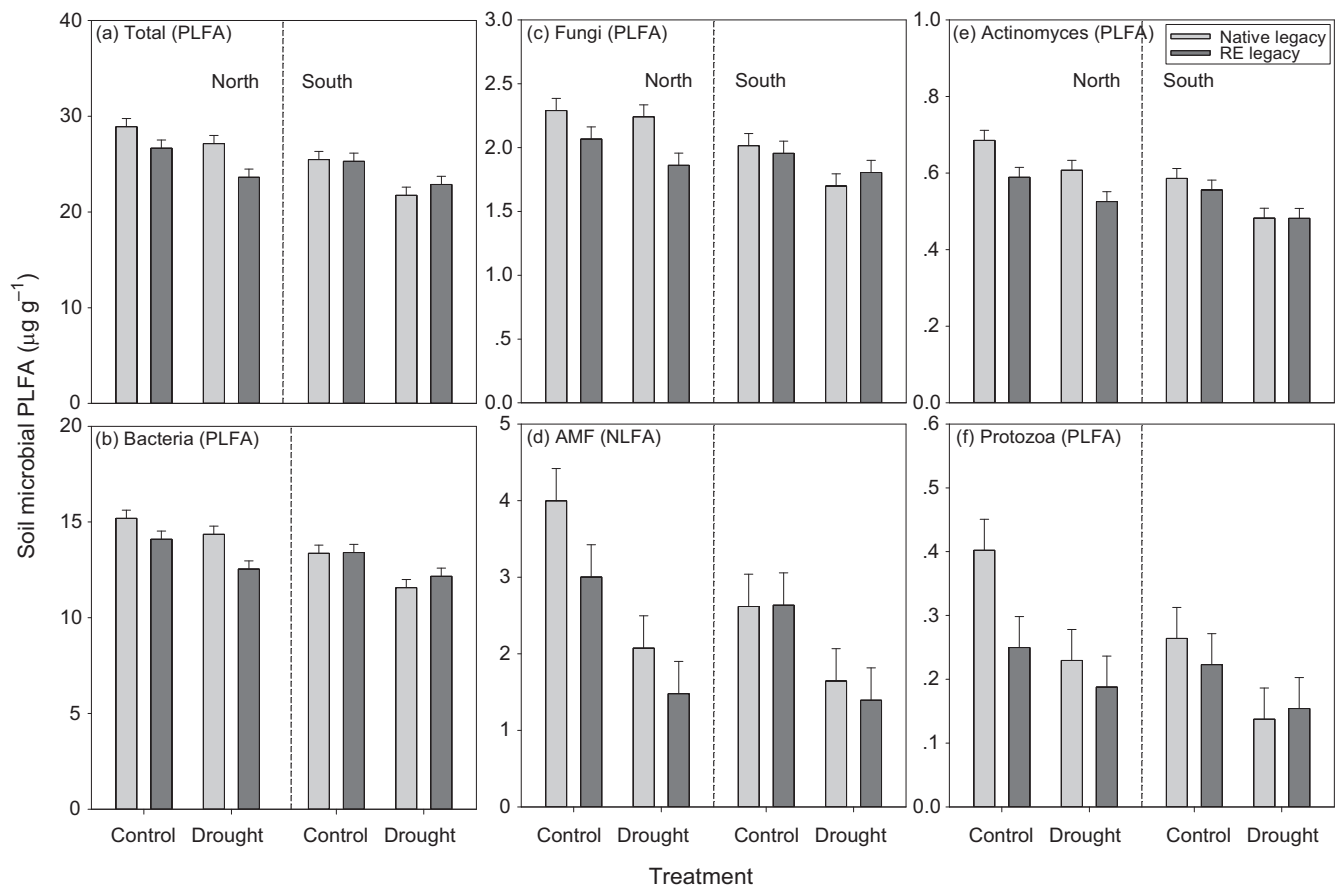 Soil microbial PLFA (μg g⁻¹)
(a) Total (PLFA)
North South
40
30
20
10
0
(b) Bacteria (PLFA)
20
15
10
5
0
Control Drought Control Drought
(c) Fungi (PLFA)
North South
3.0
2.5
2.0
1.5
1.0
.5
0.0
(d) AMF (NLFA)
5
4
3
2
1
0
Control Drought Control Drought
(e) Actinomyces (PLFA)
Native legacy
RE legacy
North South
1.0
.8
.6
.4
.2
0.0
(f) Protozoa (PLFA)
.6
.5
.4
.3
.2
.1
0.0
Control Drought Control Drought
Treatment